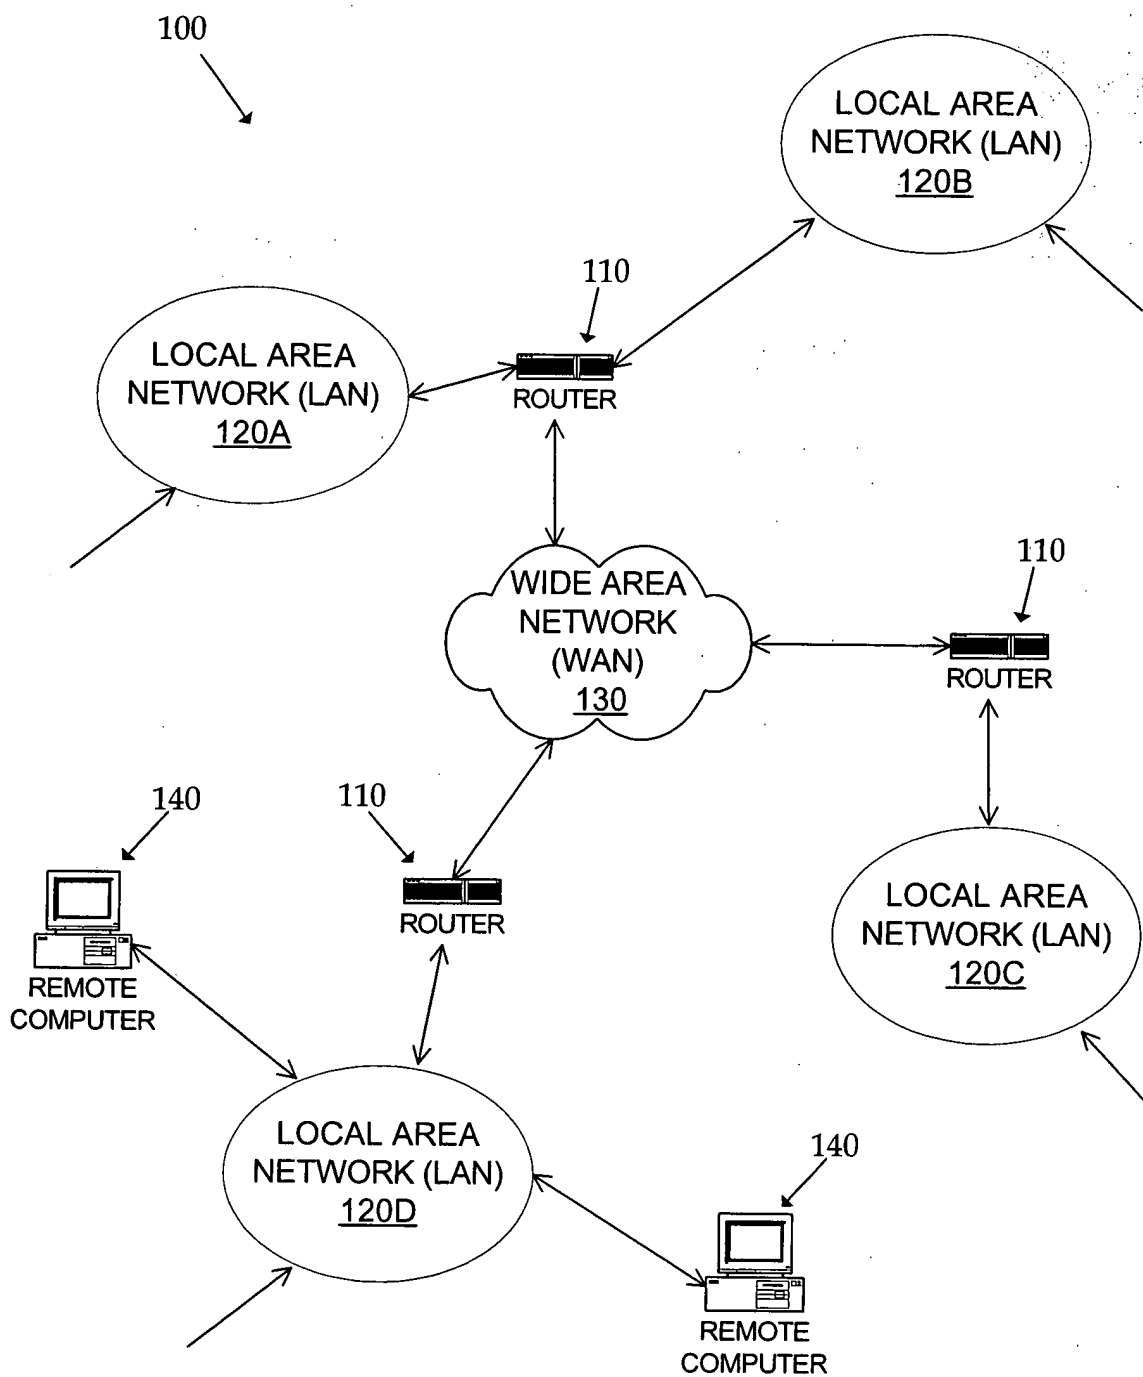 100
LOCAL AREA
NETWORK (LAN)
120B
110
LOCAL AREA
NETWORK (LAN)
120A
ROUTER
WIDE AREA
NETWORK
(WAN)
130
110
ROUTER
140
110
ROUTER
REMOTE
COMPUTER
LOCAL AREA
NETWORK (LAN)
120C
LOCAL AREA
NETWORK (LAN)
120D
140
REMOTE
COMPUTER